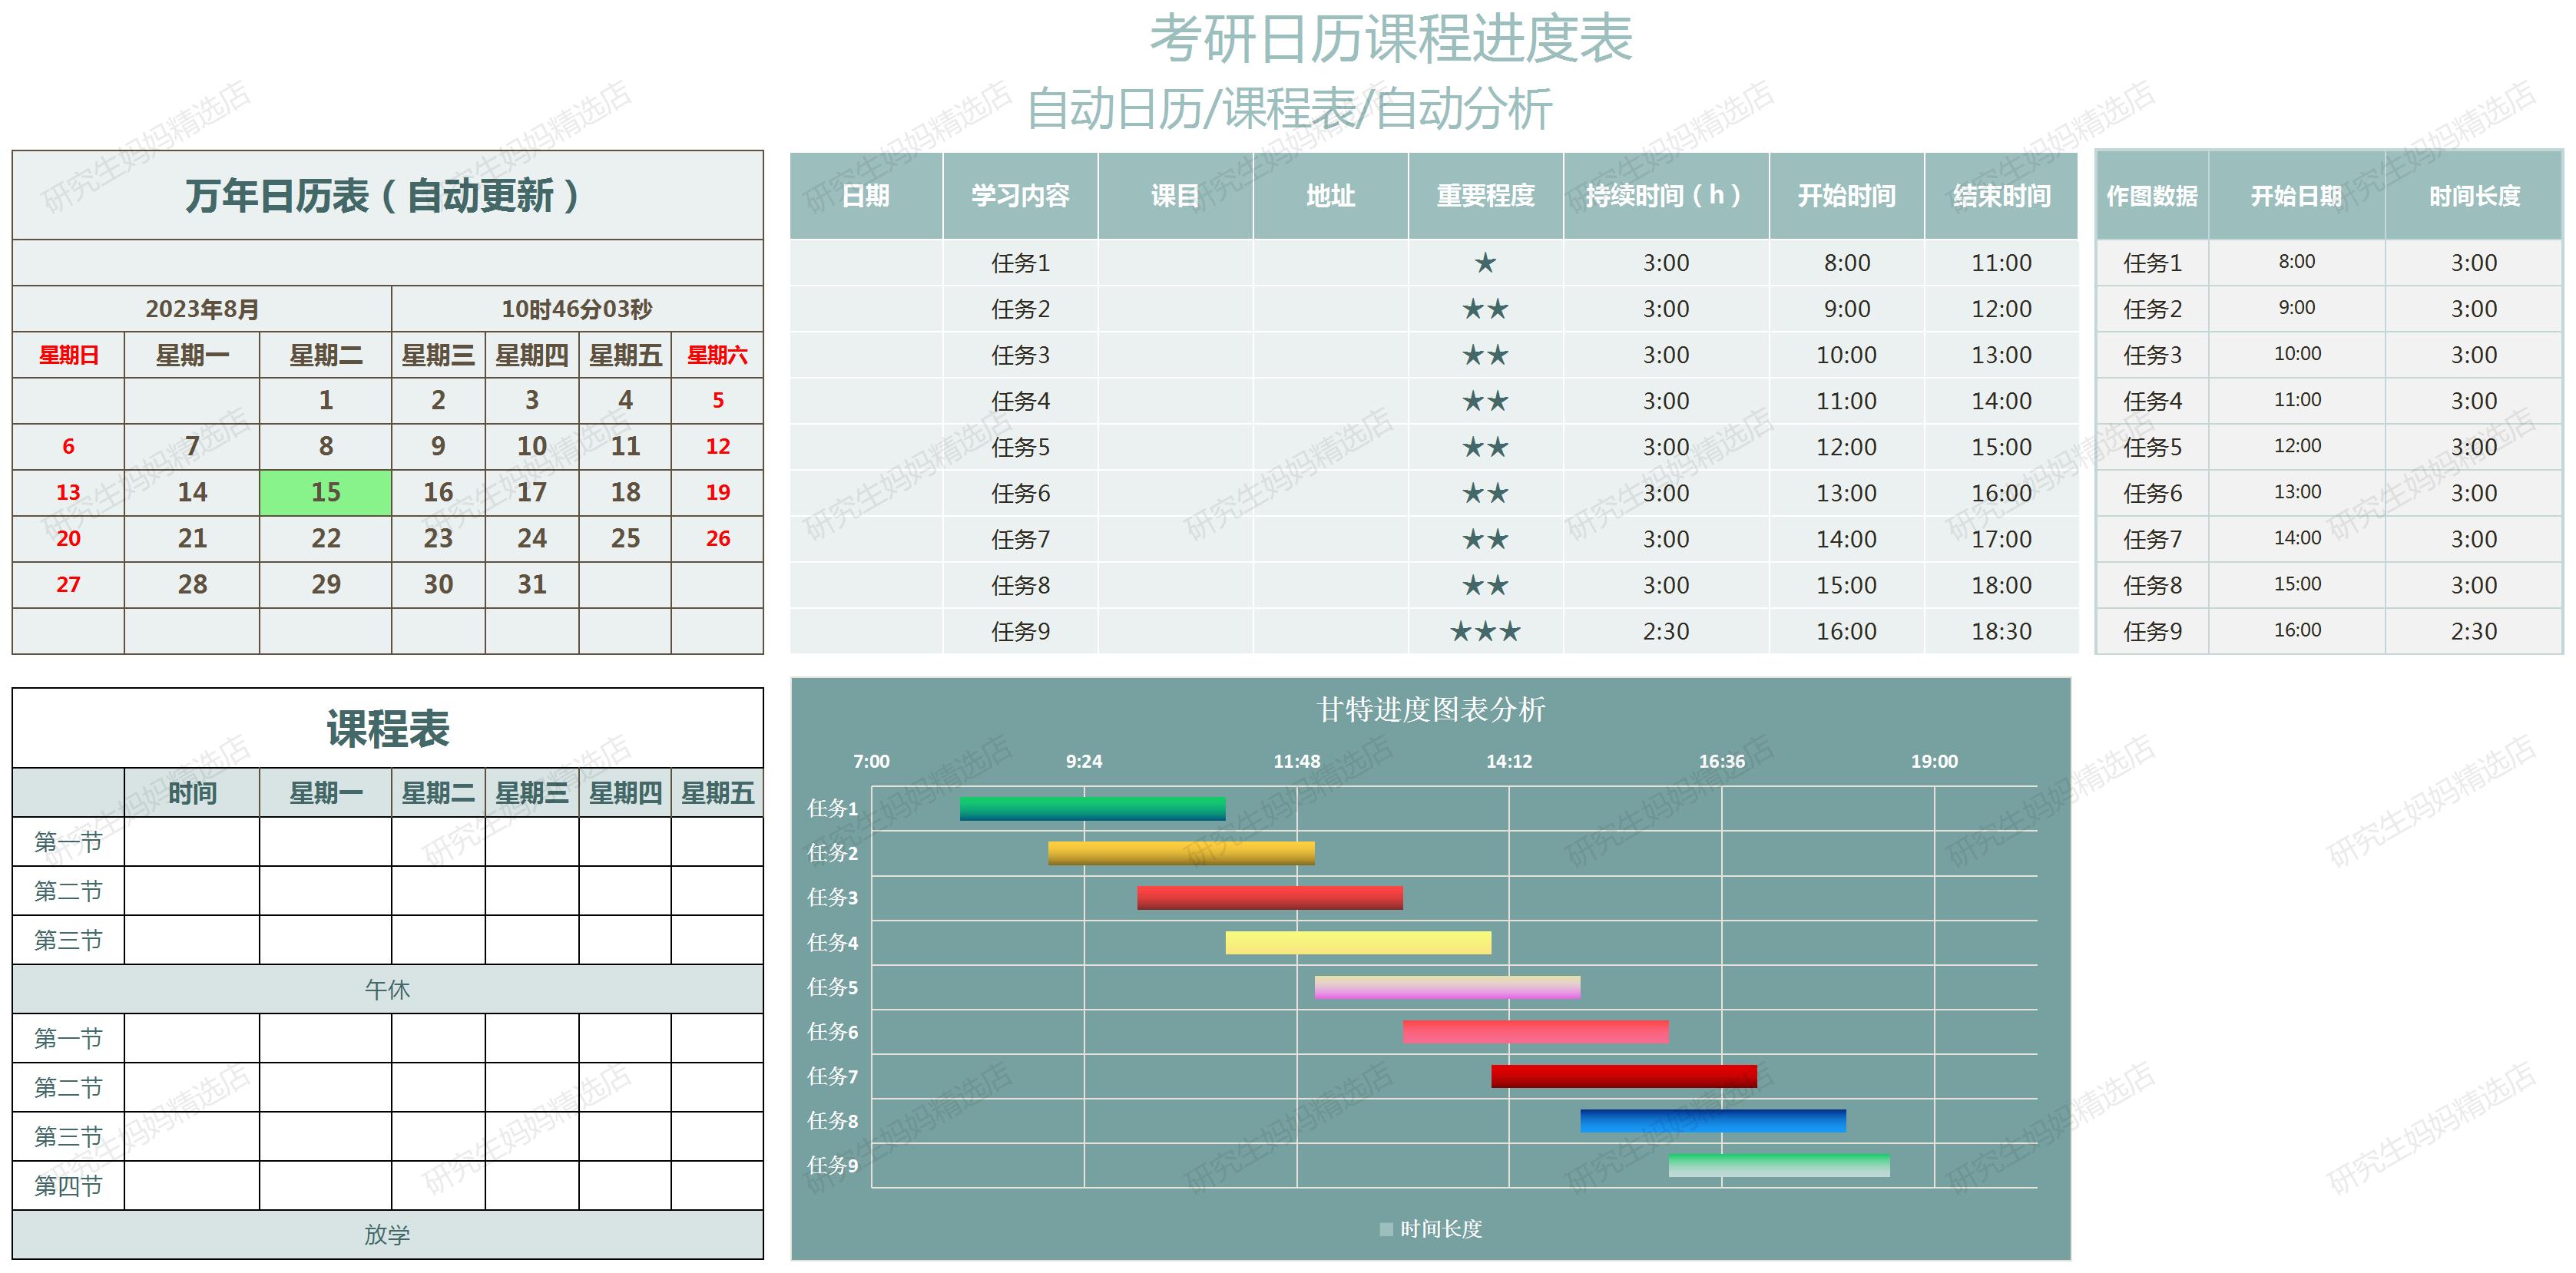 考研日历课程进度表
自动日历/课程表/自动分析
万年日历表（自动更新）
2023年8月 10时46分03秒
星期日 星期一 星期二 星期三 星期四 星期五 星期六
1 2 3 4 5
6 7 8 9 10 11 12
13 14 15 16 17 18 19
20 21 22 23 24 25 26
27 28 29 30 31
日期 学习内容 课目 地址 重要程度 持续时间（h） 开始时间 结束时间
任务1 ★ 3:00 8:00 11:00
任务2 ★★ 3:00 9:00 12:00
任务3 ★★ 3:00 10:00 13:00
任务4 ★★ 3:00 11:00 14:00
任务5 ★★ 3:00 12:00 15:00
任务6 ★★ 3:00 13:00 16:00
任务7 ★★ 3:00 14:00 17:00
任务8 ★★ 3:00 15:00 18:00
任务9 ★★★ 2:30 16:00 18:30
作图数据 开始日期 时间长度
任务1 8:00 3:00
任务2 9:00 3:00
任务3 10:00 3:00
任务4 11:00 3:00
任务5 12:00 3:00
任务6 13:00 3:00
任务7 14:00 3:00
任务8 15:00 3:00
任务9 16:00 2:30
课程表
时间 星期一 星期二 星期三 星期四 星期五
第一节
第二节
第三节
午休
第一节
第二节
第三节
第四节
放学
甘特进度图表分析
7:00 9:24 11:48 14:12 16:36 19:00
任务1
任务2
任务3
任务4
任务5
任务6
任务7
任务8
任务9
时间长度
研究生妈妈精选店